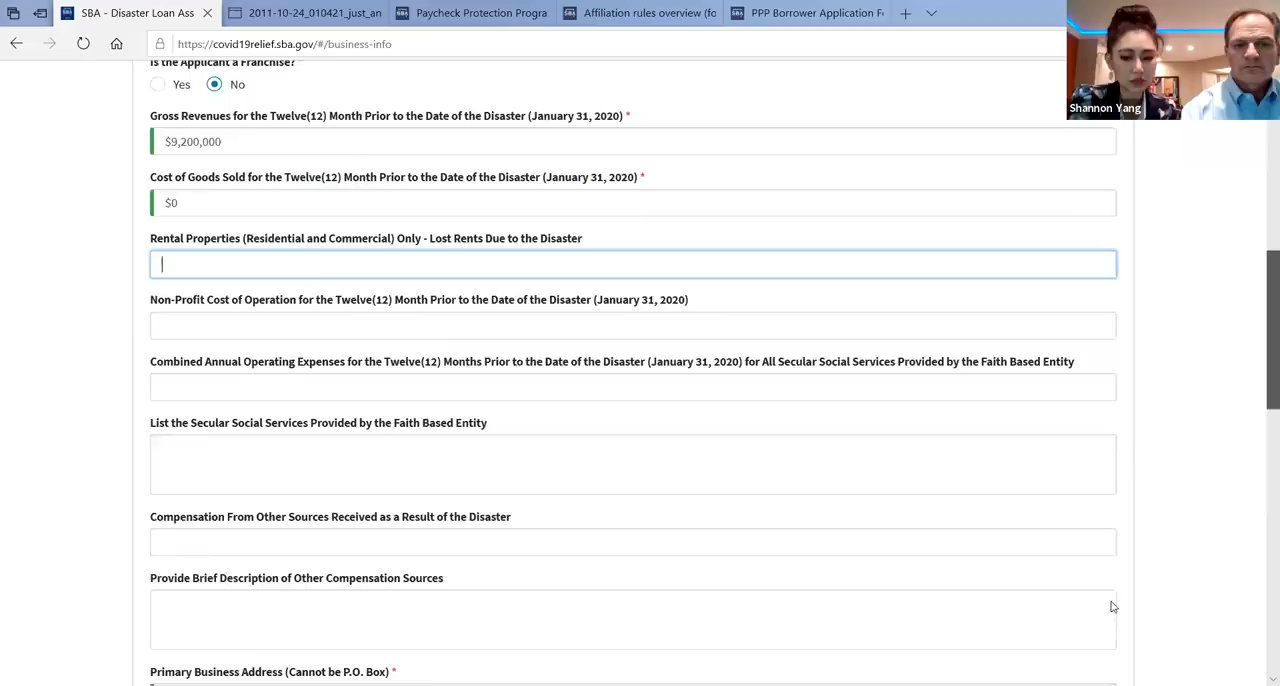 SBA - Disaster Loan Ass
2011-10-24_010421_just_an
SBA Paycheck Protection Progra
SBA Affiliation rules overview (fo
SBA PPP Borrower Application F
https://covid19relief.sba.gov/#/business-info
Shannon Yang
Is the Applicant a Franchise?
Yes No
Gross Revenues for the Twelve(12) Month Prior to the Date of the Disaster (January 31, 2020) *
$9,200,000
Cost of Goods Sold for the Twelve(12) Month Prior to the Date of the Disaster (January 31, 2020) *
$0
Rental Properties (Residential and Commercial) Only - Lost Rents Due to the Disaster
Non-Profit Cost of Operation for the Twelve(12) Month Prior to the Date of the Disaster (January 31, 2020)
Combined Annual Operating Expenses for the Twelve(12) Months Prior to the Date of the Disaster (January 31, 2020) for All Secular Social Services Provided by the Faith Based Entity
List the Secular Social Services Provided by the Faith Based Entity
Compensation From Other Sources Received as a Result of the Disaster
Provide Brief Description of Other Compensation Sources
Primary Business Address (Cannot be P.O. Box) *